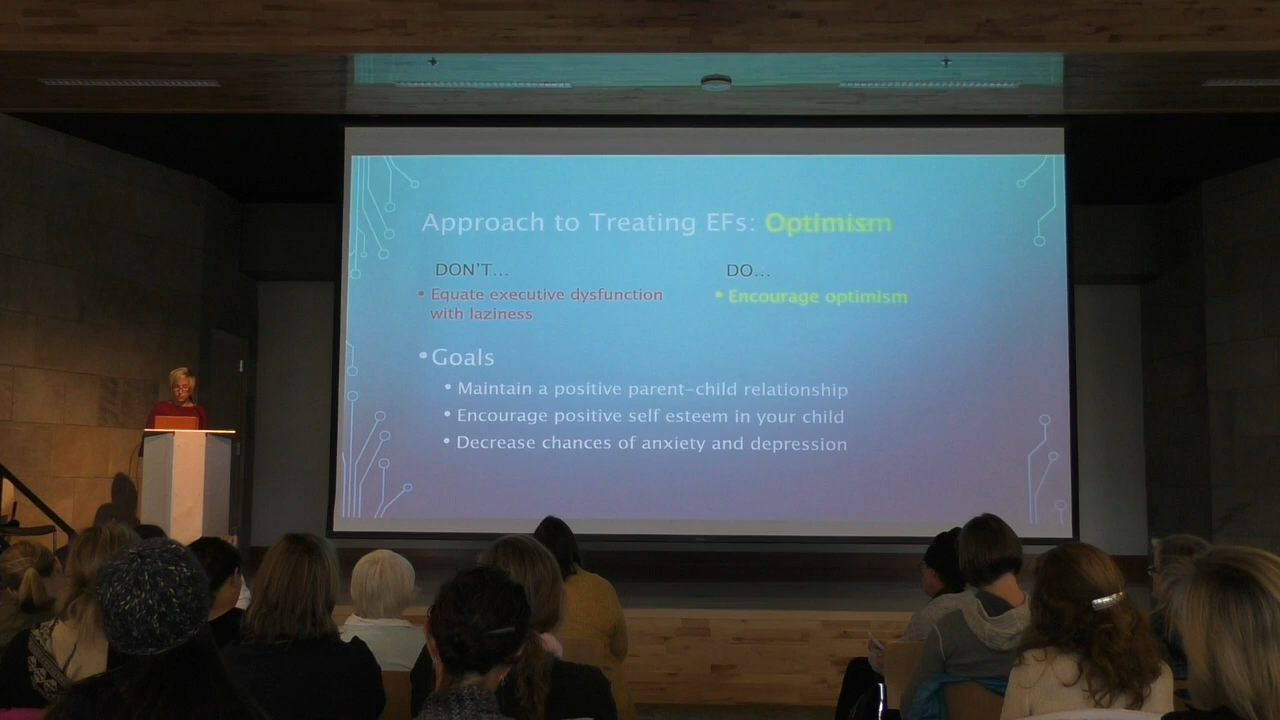 Approach to Treating EFs: Optimism
DON'T...
• Equate executive dysfunction
with laziness
DO...
• Encourage optimism
• Goals
• Maintain a positive parent-child relationship
• Encourage positive self esteem in your child
• Decrease chances of anxiety and depression